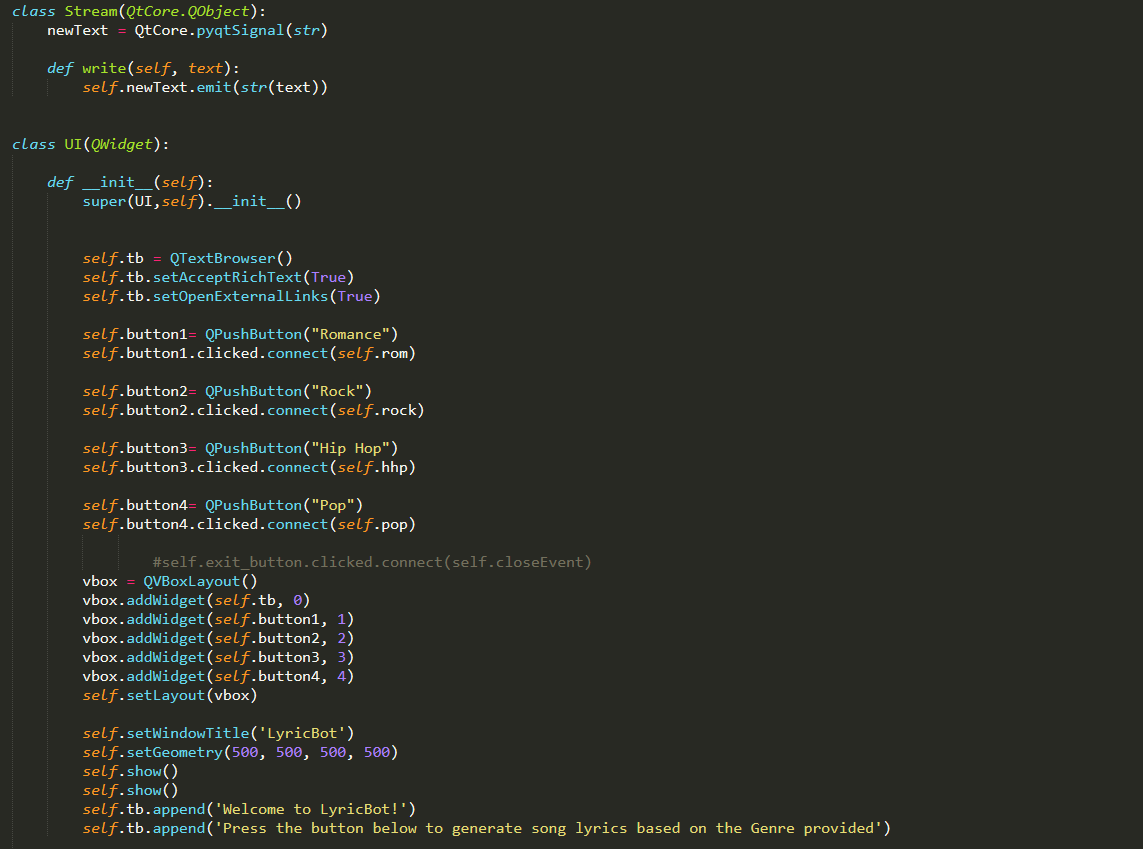 class Stream(QtCore.QObject):
    newText = QtCore.pyqtSignal(str)

    def write(self, text):
        self.newText.emit(str(text))


class UI(QWidget):

    def __init__(self):
        super(UI,self).__init__()


        self.tb = QTextBrowser()
        self.tb.setAcceptRichText(True)
        self.tb.setOpenExternalLinks(True)

        self.button1= QPushButton("Romance")
        self.button1.clicked.connect(self.rom)

        self.button2= QPushButton("Rock")
        self.button2.clicked.connect(self.rock)

        self.button3= QPushButton("Hip Hop")
        self.button3.clicked.connect(self.hhp)

        self.button4= QPushButton("Pop")
        self.button4.clicked.connect(self.pop)

                #self.exit_button.clicked.connect(self.closeEvent)
        vbox = QVBoxLayout()
        vbox.addWidget(self.tb, 0)
        vbox.addWidget(self.button1, 1)
        vbox.addWidget(self.button2, 2)
        vbox.addWidget(self.button3, 3)
        vbox.addWidget(self.button4, 4)
        self.setLayout(vbox)

        self.setWindowTitle('LyricBot')
        self.setGeometry(500, 500, 500, 500)
        self.show()
        self.show()
        self.tb.append('Welcome to LyricBot!')
        self.tb.append('Press the button below to generate song lyrics based on the Genre provided')